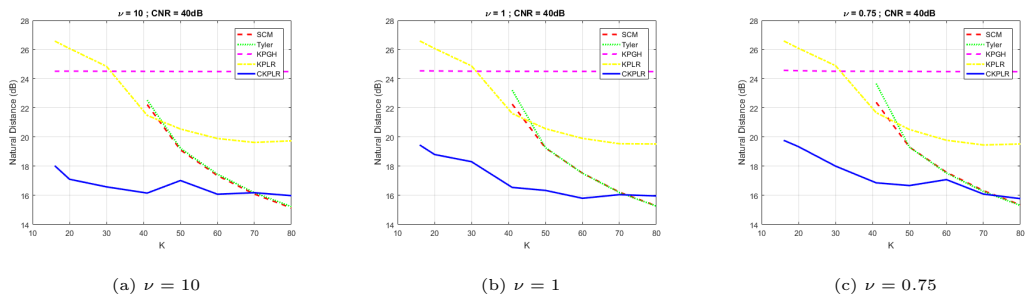 ν = 10 ; CNR = 40dB
28
26
24
22
20
18
16
14
Natural Distance (dB)
10 20 30 40 50 60 70 80
K
SCM
Tyler
KPGH
KPLR
CKPLR
(a) ν = 10
ν = 1 ; CNR = 40dB
28
26
24
22
20
18
16
14
Natural Distance (dB)
10 20 30 40 50 60 70 80
K
SCM
Tyler
KPGH
KPLR
CKPLR
(b) ν = 1
ν = 0.75 ; CNR = 40dB
28
26
24
22
20
18
16
14
Natural Distance (dB)
10 20 30 40 50 60 70 80
K
SCM
Tyler
KPGH
KPLR
CKPLR
(c) ν = 0.75